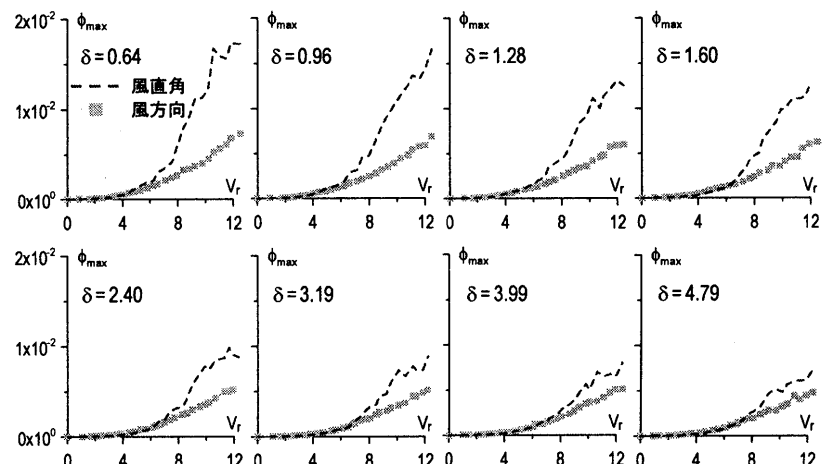 ϕmax ϕmax ϕmax ϕmax
2x10⁻²
δ=0.64 δ=0.96 δ=1.28 δ=1.60
風直角
1x10⁻²
風方向
0x10⁰ Vr Vr Vr Vr
0 4 8 12 0 4 8 12 0 4 8 12 0 4 8 12
ϕmax ϕmax ϕmax ϕmax
2x10⁻²
δ=2.40 δ=3.19 δ=3.99 δ=4.79
1x10⁻²
0x10⁰ Vr Vr Vr Vr
0 4 8 12 0 4 8 12 0 4 8 12 0 4 8 12